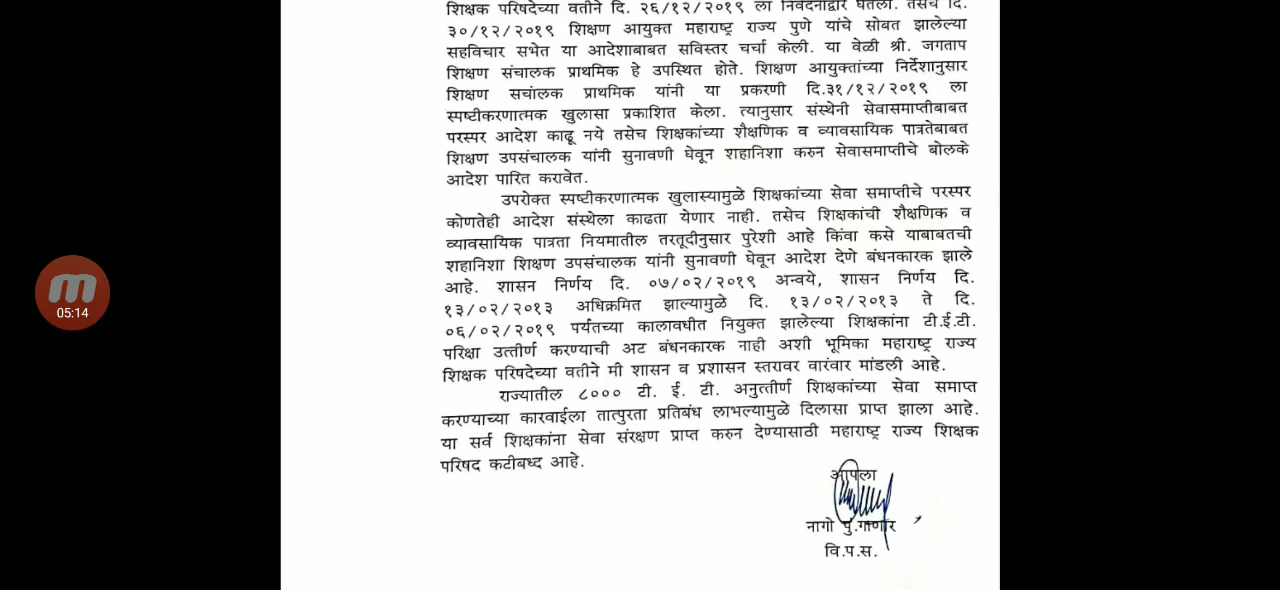 शिक्षक परिषदेच्या वतीने दि. २६/१२/२०१९ ला निवेदनाद्वारे घेतला. तसेच दि.
३०/१२/२०१९ शिक्षण आयुक्त महाराष्ट्र राज्य पुणे यांचे सोबत झालेल्या
सहविचार सभेत या आदेशाबाबत सविस्तर चर्चा केली. या वेळी श्री. जगताप
शिक्षण संचालक प्राथमिक हे उपस्थित होते. शिक्षण आयुक्तांच्या निर्देशानुसार
शिक्षण सचांलक प्राथमिक यांनी या प्रकरणी दि.३१/१२/२०१९ ला
स्पष्टीकरणात्मक खुलासा प्रकाशित केला. त्यानुसार संस्थेनी सेवासमाप्तीबाबत
परस्पर आदेश काढू नये तसेच शिक्षकांच्या शैक्षणिक व व्यावसायिक पात्रतेबाबत
शिक्षण उपसंचालक यांनी सुनावणी घेवून शहानिशा करुन सेवासमाप्तीचे बोलके
आदेश पारित करावेत.
उपरोक्त स्पष्टीकरणात्मक खुलास्यामुळे शिक्षकांच्या सेवा समाप्तीचे परस्पर
कोणतेही आदेश संस्थेला काढता येणार नाही. तसेच शिक्षकांची शैक्षणिक व
व्यावसायिक पात्रता नियमातील तरतूदीनुसार पुरेशी आहे किंवा कसे याबाबतची
शहानिशा शिक्षण उपसंचालक यांनी सुनावणी घेवून आदेश देणे बंधनकारक झाले
आहे. शासन निर्णय दि. ०७/०२/२०१९ अन्वये, शासन निर्णय दि.
१३/०२/२०१३ अधिक्रमित झाल्यामुळे दि. १३/०२/२०१३ ते दि.
०६/०२/२०१९ पर्यंतच्या कालावधीत नियुक्त झालेल्या शिक्षकांना टी.ई.टी.
परिक्षा उत्तीर्ण करण्याची अट बंधनकारक नाही अशी भूमिका महाराष्ट्र राज्य
शिक्षक परिषदेच्या वतीने मी शासन व प्रशासन स्तरावर वारंवार मांडली आहे.
राज्यातील ८००० टी. ई. टी. अनुत्तीर्ण शिक्षकांच्या सेवा समाप्त
करण्याच्या कारवाईला तात्पुरता प्रतिबंध लाभल्यामुळे दिलासा प्राप्त झाला आहे.
या सर्व शिक्षकांना सेवा संरक्षण प्राप्त करुन देण्यासाठी महाराष्ट्र राज्य शिक्षक
परिषद कटीबध्द आहे.
आपला
नागो पुं.गाणार
वि.प.स.
05:14